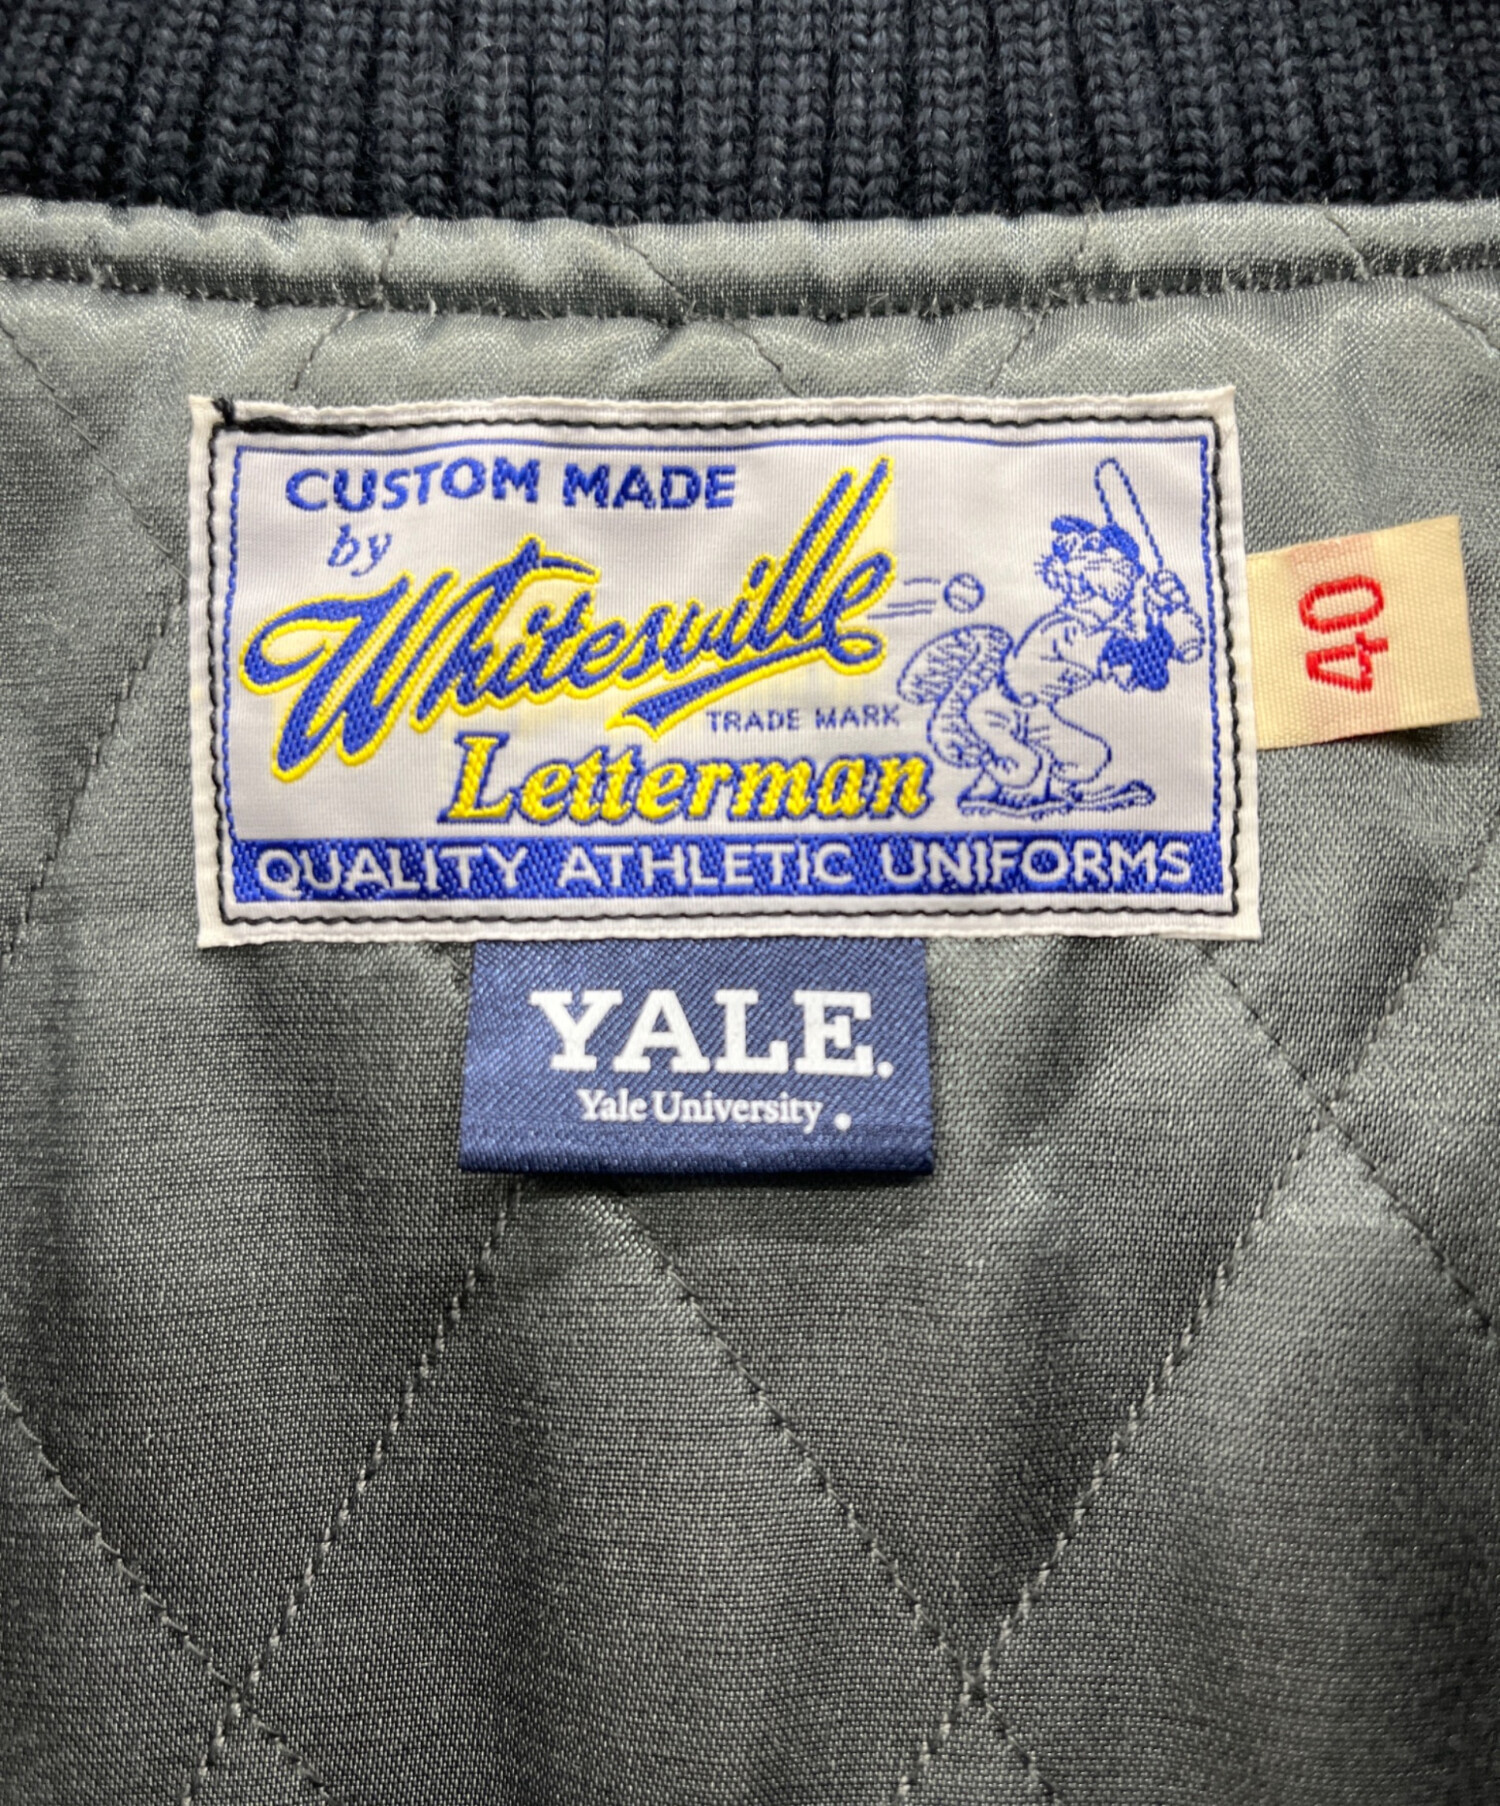 CUSTOM MADE
by
Whitesville
TRADE MARK
Letterman
QUALITY ATHLETIC UNIFORMS
40
YALE.
Yale University .